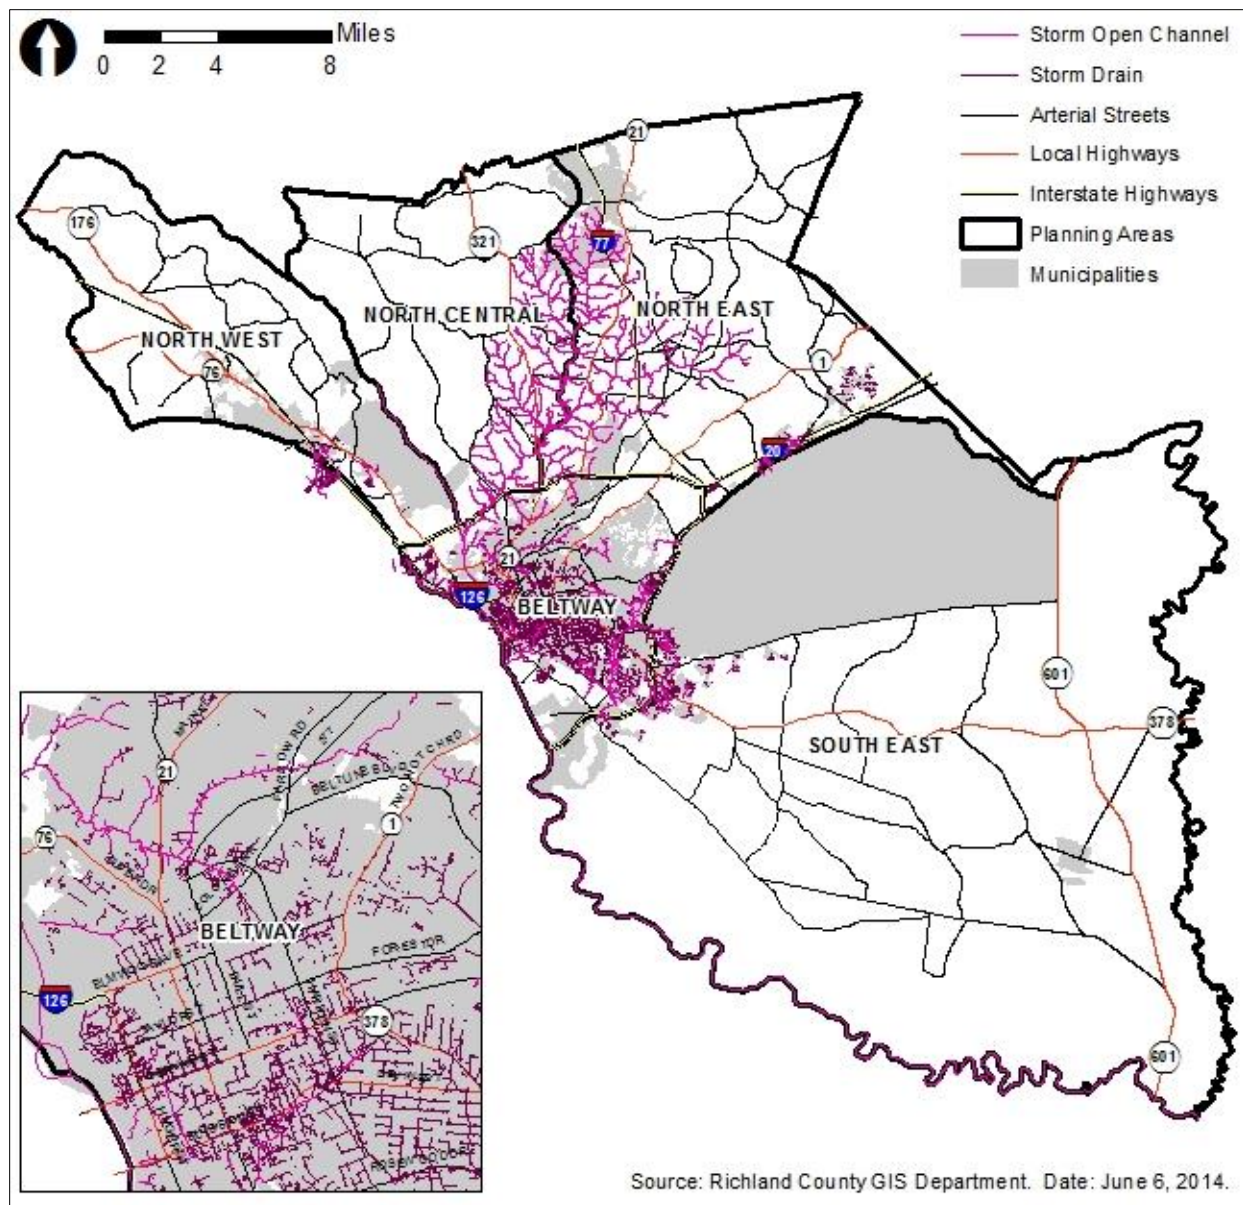 Miles
0 2 4 8
Storm Open Channel
Storm Drain
Arterial Streets
Local Highways
Interstate Highways
Planning Areas
Municipalities
21
176
321
77
NORTH CENTRAL
NORTH EAST
NORTH WEST
76
1
20
21
126
BELTWAY
601
378
SOUTH EAST
601
21
76
1
BELTWAY
FOREST DR
126
378
Source: Richland County GIS Department. Date: June 6, 2014.